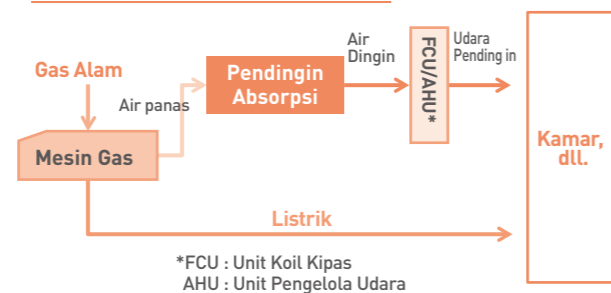 Gas Alam
Air panas
Mesin Gas
Pendingin
Absorpsi
Air
Dingin
FCU/AHU*
Udara
Pending in
Kamar,
dll.
Listrik
*FCU : Unit Koil Kipas
AHU : Unit Pengelola Udara